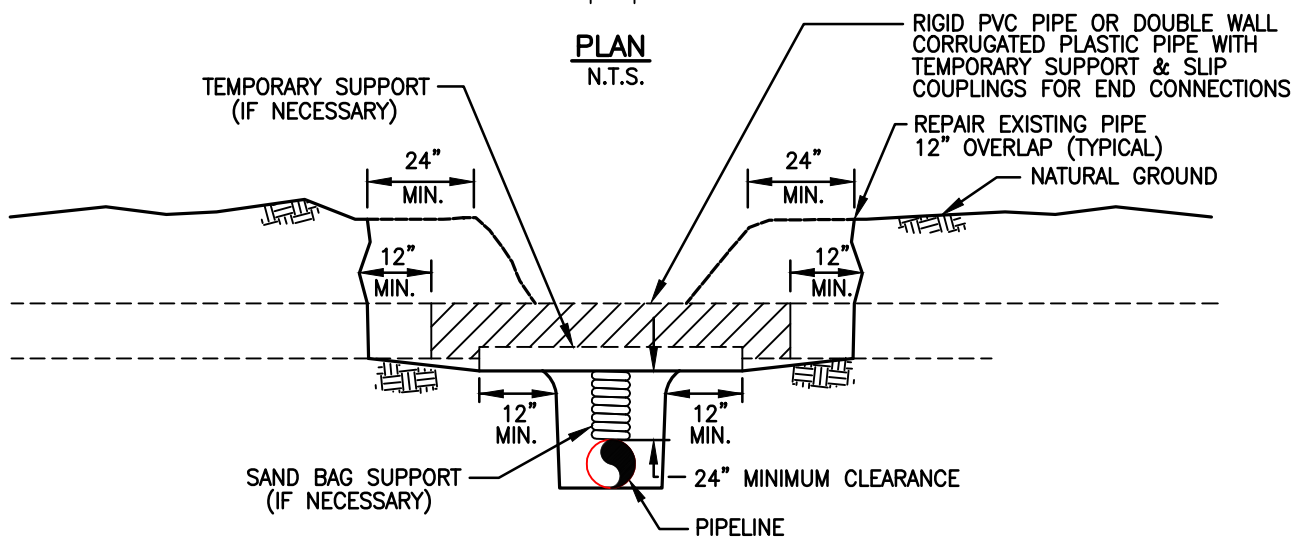 PLAN
N.T.S.
RIGID PVC PIPE OR DOUBLE WALL
CORRUGATED PLASTIC PIPE WITH
TEMPORARY SUPPORT & SLIP
COUPLINGS FOR END CONNECTIONS
TEMPORARY SUPPORT
(IF NECESSARY)
REPAIR EXISTING PIPE
12" OVERLAP (TYPICAL)
NATURAL GROUND
24"
MIN.
24"
MIN.
12"
MIN.
12"
MIN.
12"
MIN.
12"
MIN.
SAND BAG SUPPORT
(IF NECESSARY)
24" MINIMUM CLEARANCE
PIPELINE